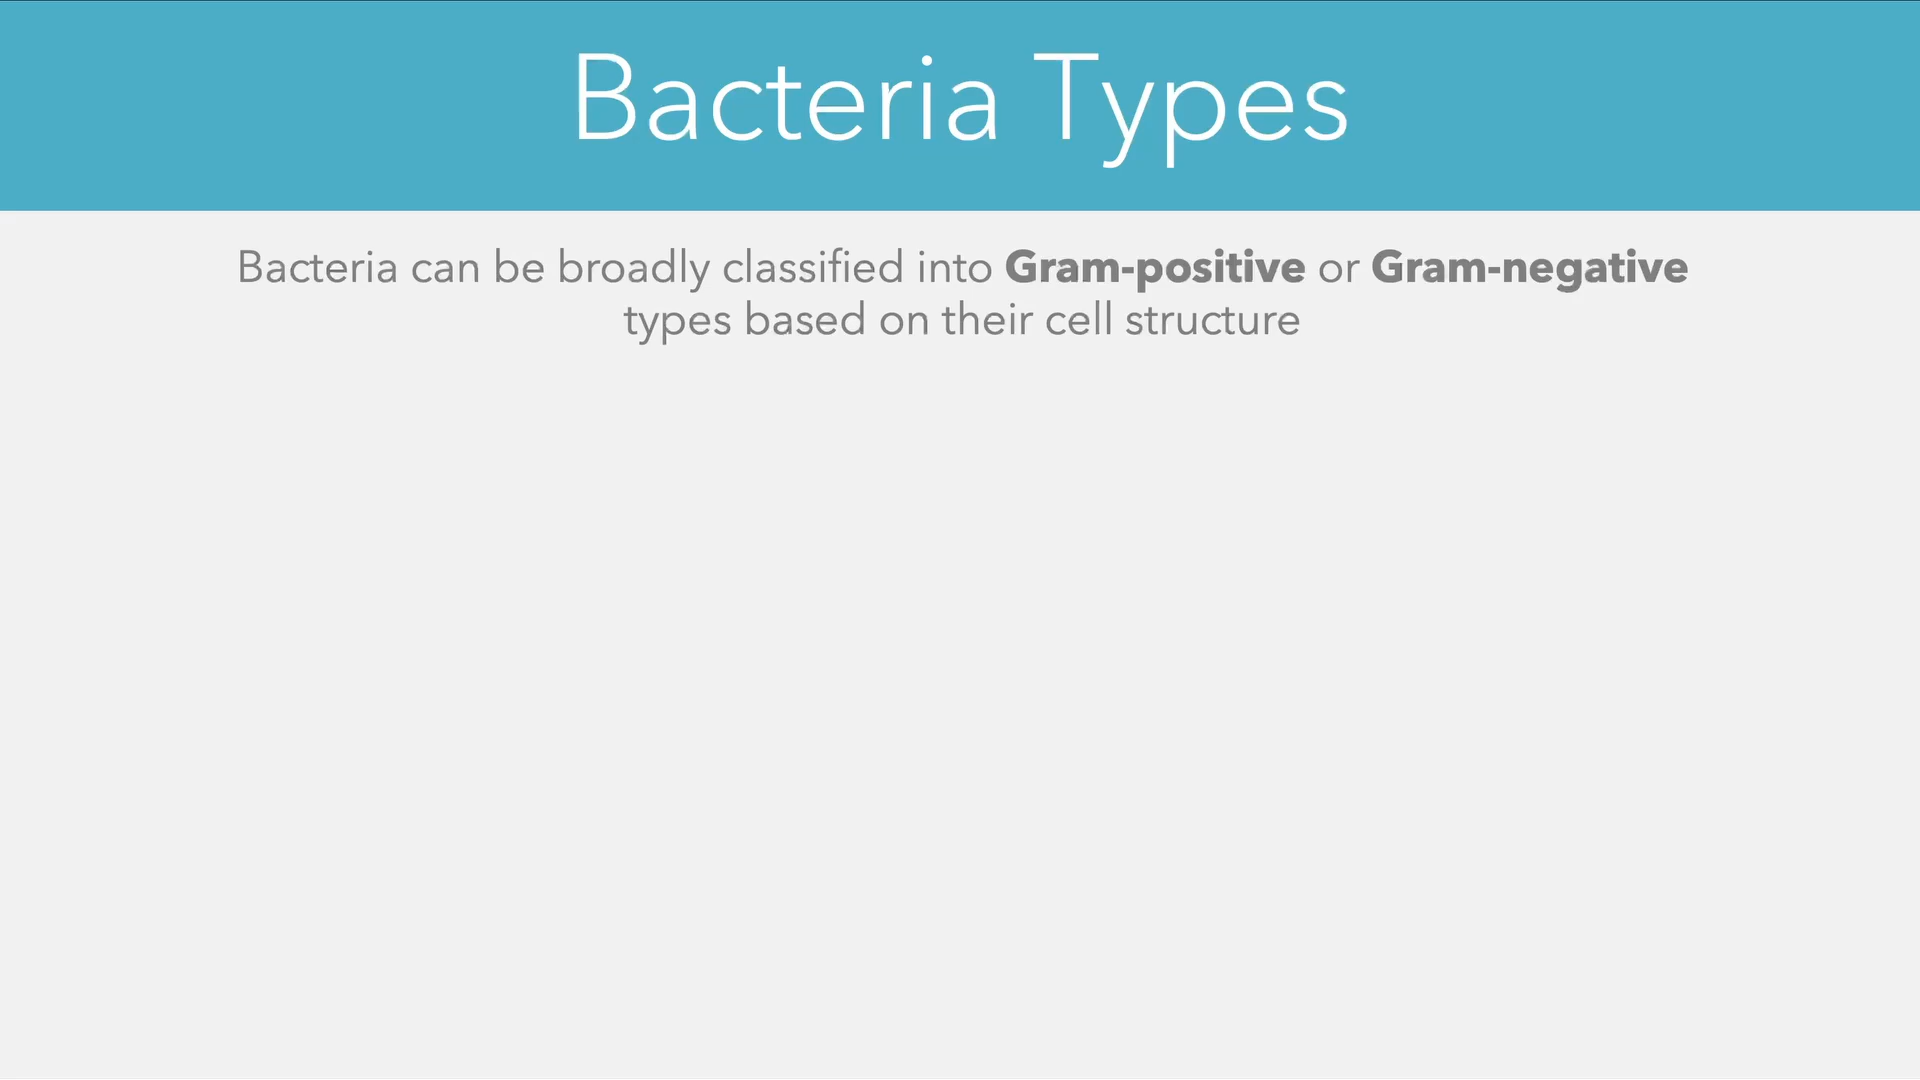 Bacteria Types
Bacteria can be broadly classified into Gram-positive or Gram-negative
types based on their cell structure